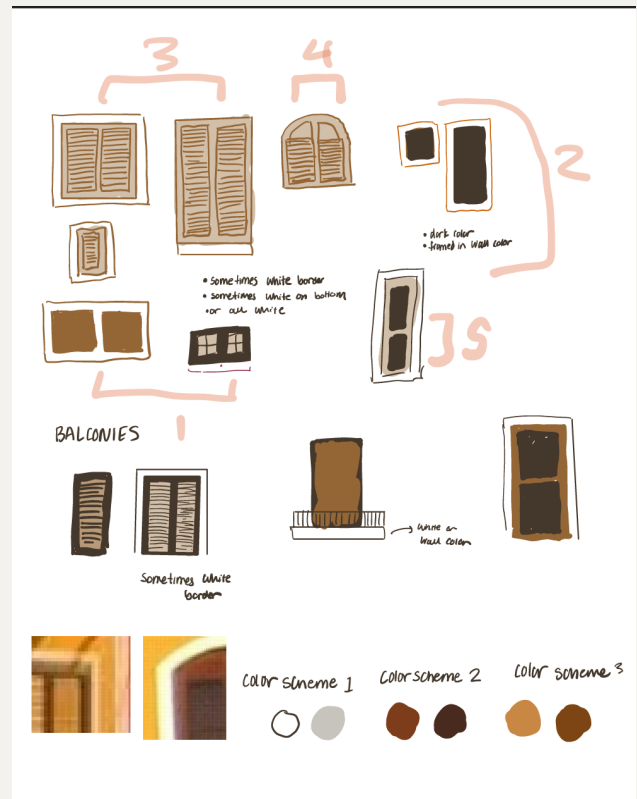 3
4
2
• dark color
• framed in wall color
• sometimes white border
• sometimes white on bottom
• or all white
5
1
BALCONIES
white or
wall color
Sometimes white
border
Color scheme 1
Color scheme 2
Color scheme 3